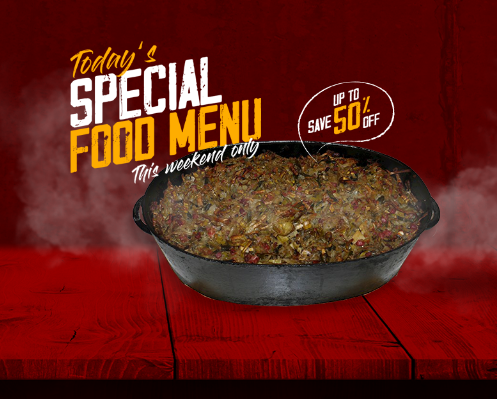 Today's
SPECIAL
FOOD MENU
This weekend only
UP TO
SAVE 50% OFF